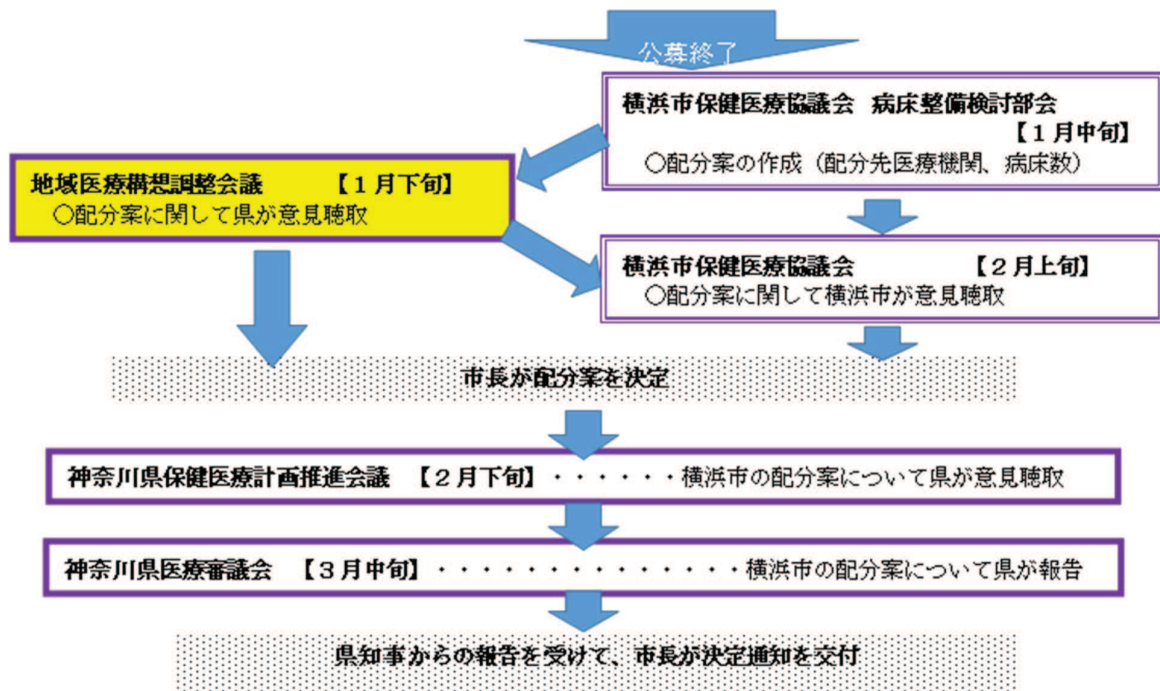 公募終了
横浜市保健医療協議会 病床整備検討部会
【1月中旬】
○配分案の作成(配分先医療機関、病床数)
地域医療構想調整会議 【1月下旬】
○配分案に関して県が意見聴取
横浜市保健医療協議会 【2月上旬】
○配分案に関して横浜市が意見聴取
市長が配分案を決定
神奈川県保健医療計画推進会議 【2月下旬】・・・・・・横浜市の配分案について県が意見聴取
神奈川県医療審議会 【3月中旬】・・・・・・・・・・・・・・・横浜市の配分案について県が報告
県知事からの報告を受けて、市長が決定通知を交付